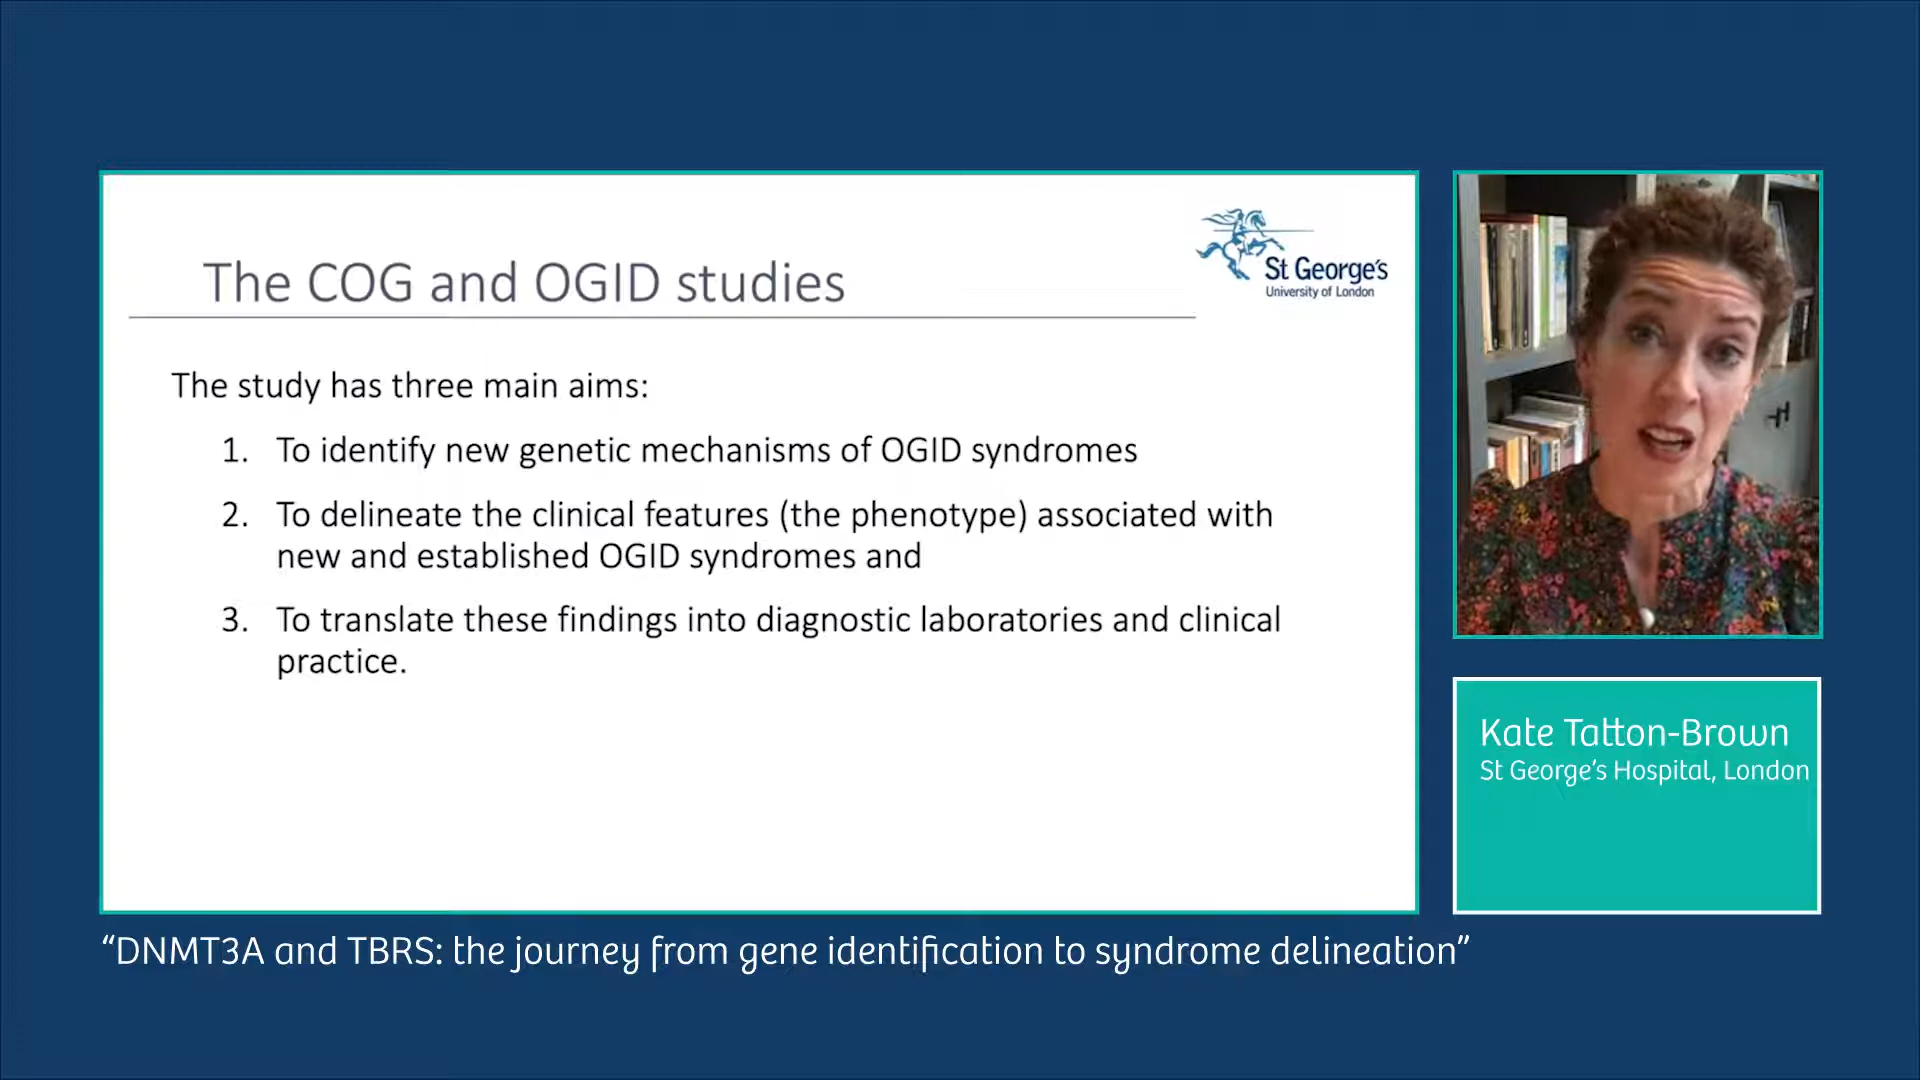 The COG and OGID studies
St George's
University of London
The study has three main aims:
1. To identify new genetic mechanisms of OGID syndromes
2. To delineate the clinical features (the phenotype) associated with
new and established OGID syndromes and
3. To translate these findings into diagnostic laboratories and clinical
practice.
Kate Tatton-Brown
St George's Hospital, London
“DNMT3A and TBRS: the journey from gene identification to syndrome delineation”